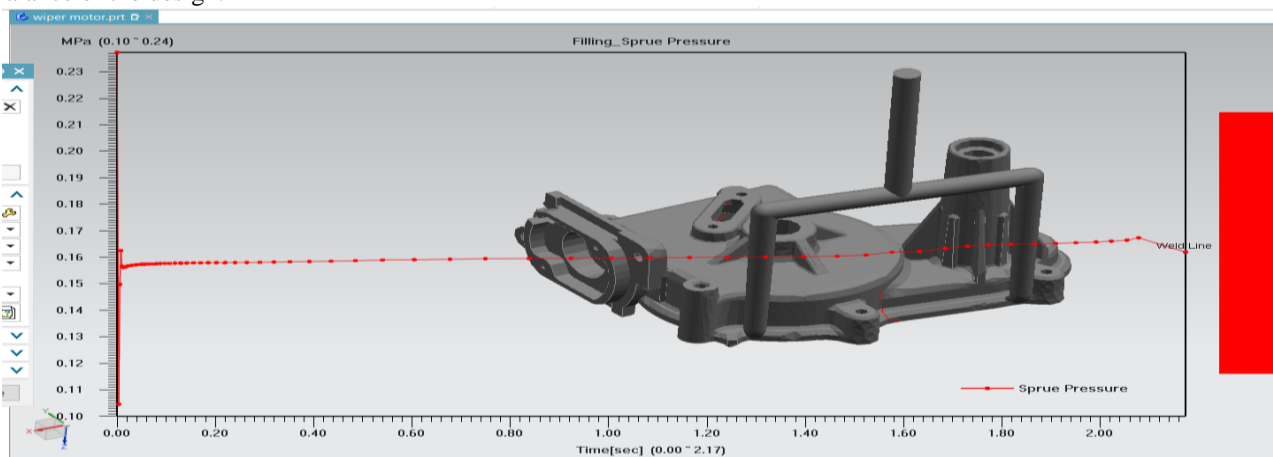 wiper motor.prt
MPa (0.10 ~ 0.24)
Filling_Sprue Pressure
0.23
0.22
0.21
0.20
0.19
0.18
0.17
0.16
0.15
0.14
0.13
0.12
0.11
0.10
Weld Line
Sprue Pressure
0.00 0.20 0.40 0.60 0.80 1.00 1.20 1.40 1.60 1.80 2.00
Time[sec] (0.00 ~ 2.17)
X
Y
Z